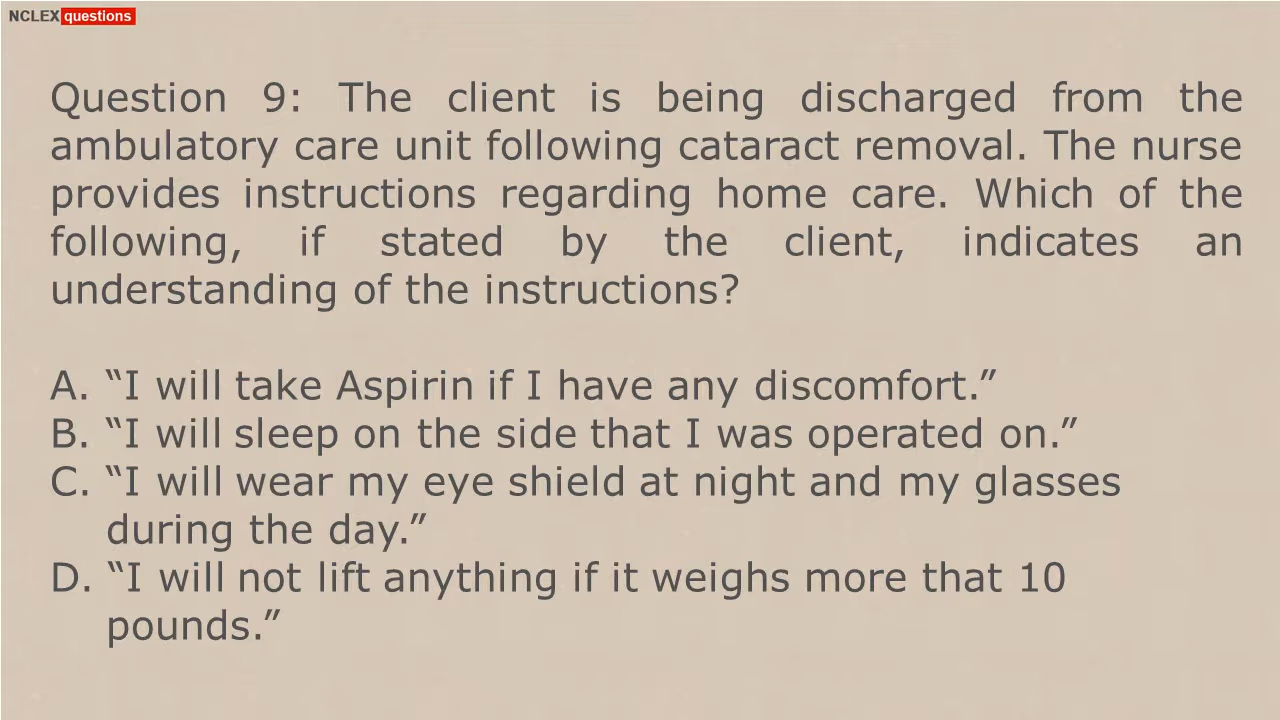 NCLEX questions
Question 9: The client is being discharged from the
ambulatory care unit following cataract removal. The nurse
provides instructions regarding home care. Which of the
following, if stated by the client, indicates an
understanding of the instructions?
A. “I will take Aspirin if I have any discomfort.”
B. “I will sleep on the side that I was operated on.”
C. “I will wear my eye shield at night and my glasses
during the day.”
D. “I will not lift anything if it weighs more that 10
pounds.”